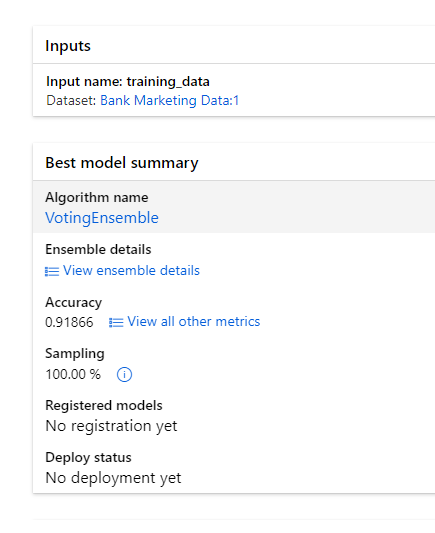 Inputs
Input name: training_data
Dataset: Bank Marketing Data:1
Best model summary
Algorithm name
VotingEnsemble
Ensemble details
View ensemble details
Accuracy
0.91866 View all other metrics
Sampling
100.00 %
Registered models
No registration yet
Deploy status
No deployment yet